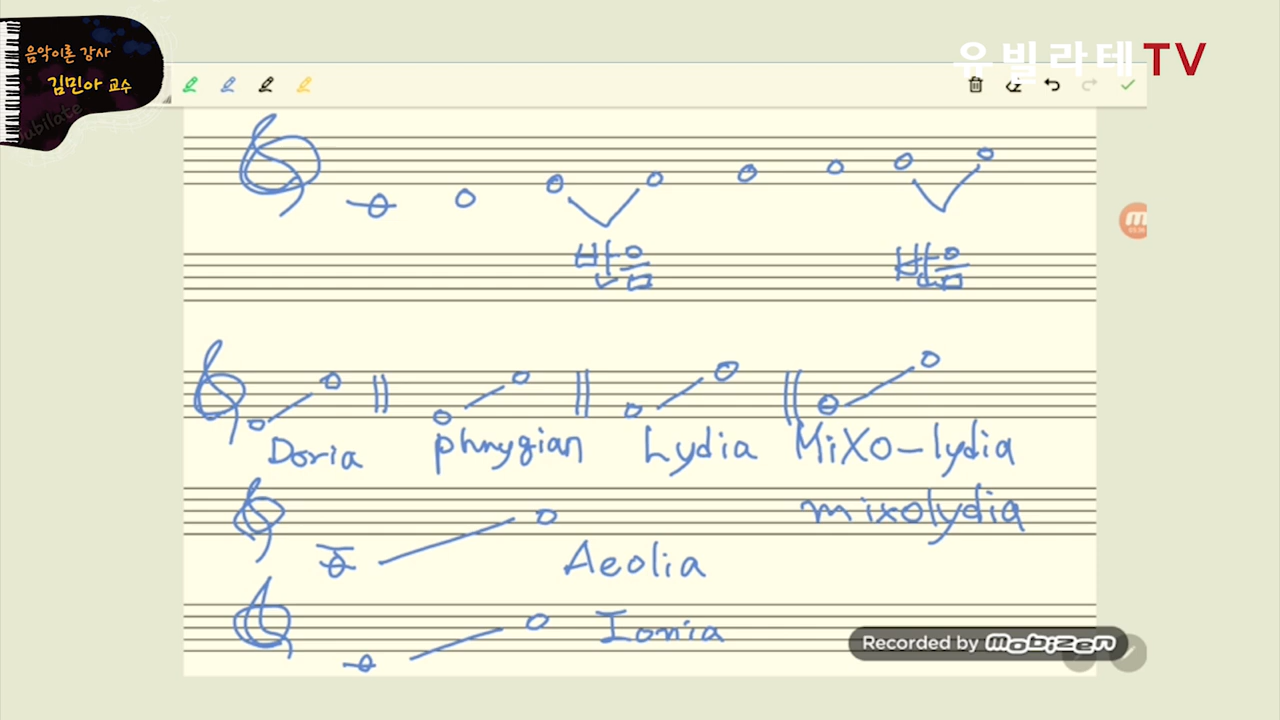 음악이론 강사
김민아 교수
Jubilate
유빌라테TV
반음 반음
Doria phrygian Lydia MiXo-lydia
mixolydia
Aeolia
Ionia
Recorded by mobizen